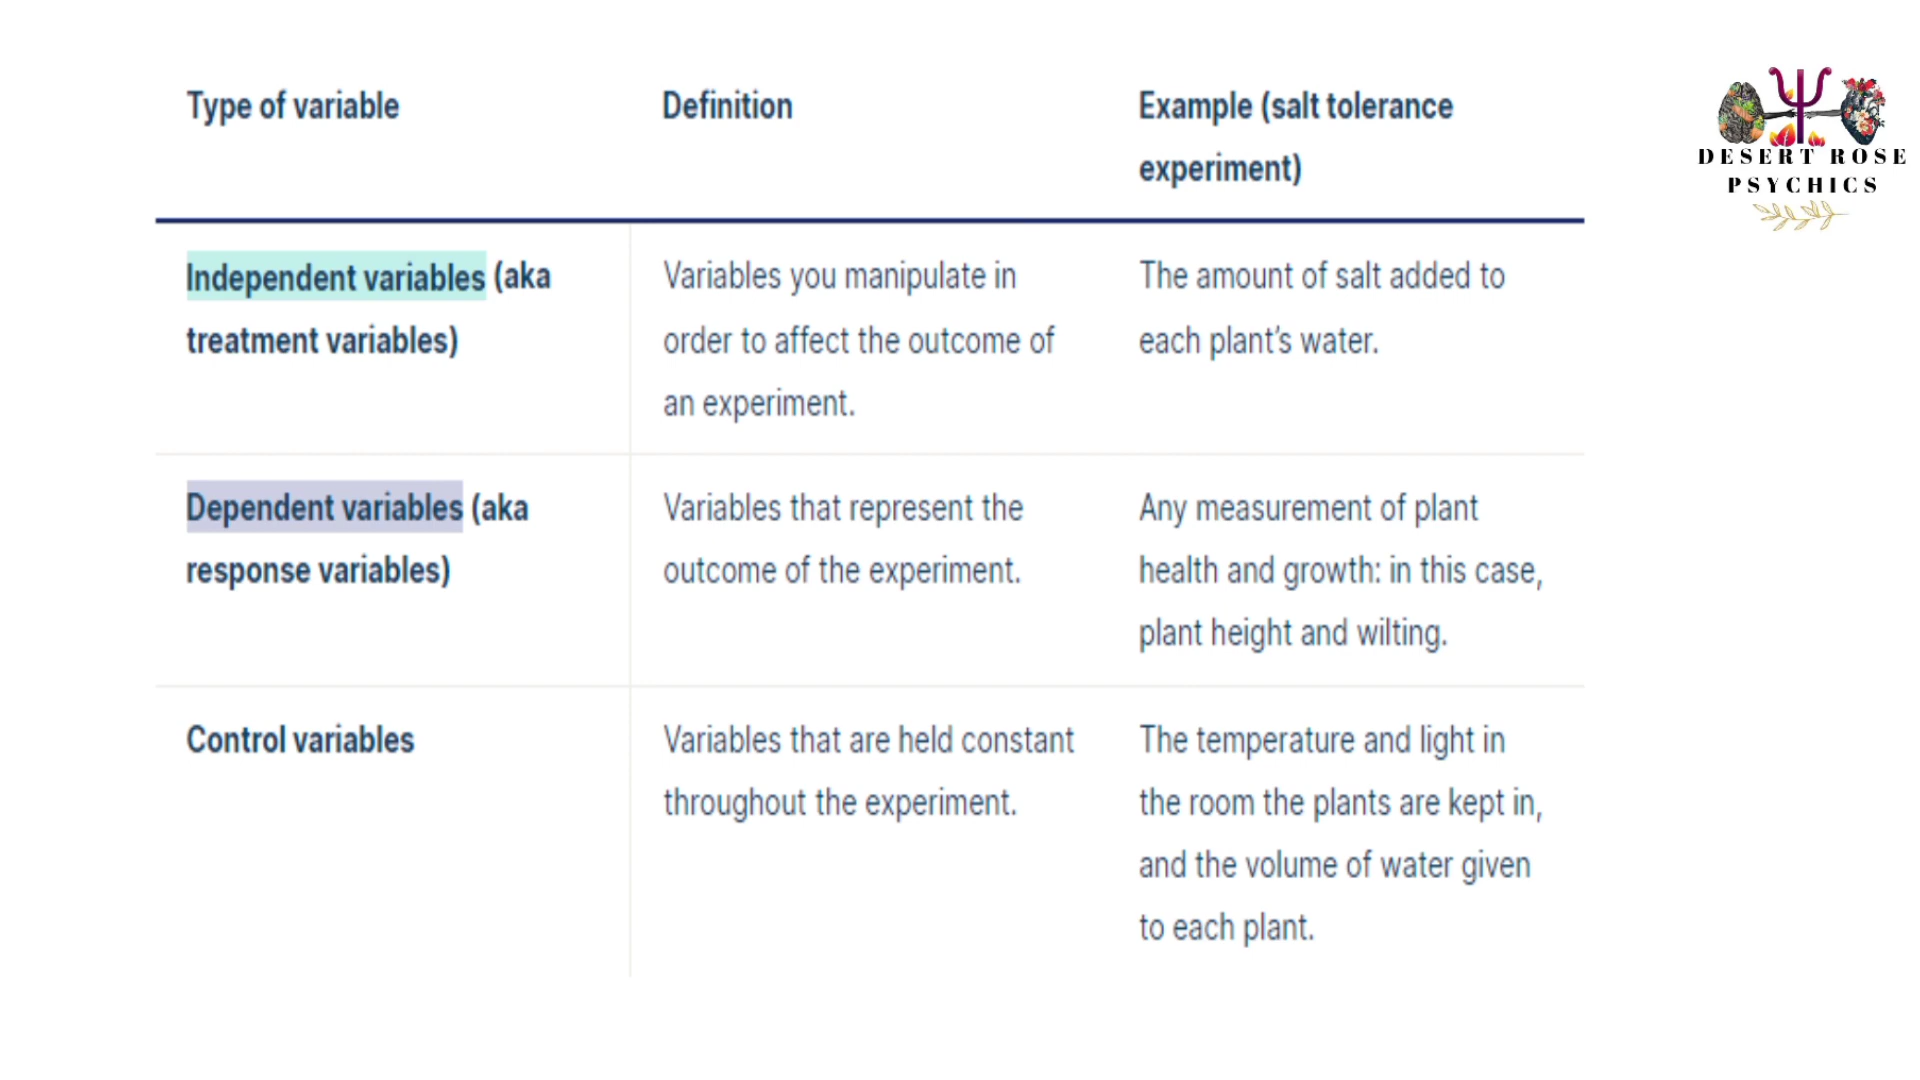 Type of variable
Definition
Example (salt tolerance
experiment)
Independent variables (aka
treatment variables)
Variables you manipulate in
order to affect the outcome of
an experiment.
The amount of salt added to
each plant’s water.
Dependent variables (aka
response variables)
Variables that represent the
outcome of the experiment.
Any measurement of plant
health and growth: in this case,
plant height and wilting.
Control variables
Variables that are held constant
throughout the experiment.
The temperature and light in
the room the plants are kept in,
and the volume of water given
to each plant.
DESERT ROSE
PSYCHICS